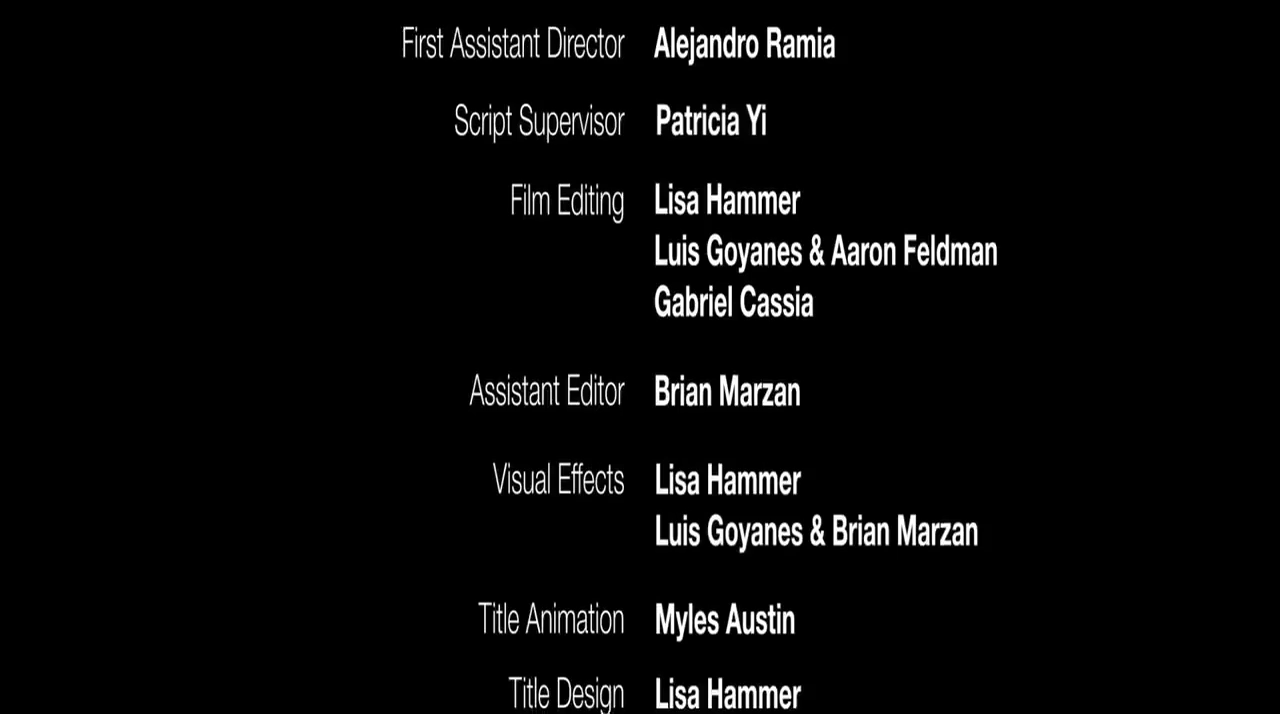 First Assistant Director Alejandro Ramia
Script Supervisor Patricia Yi
Film Editing Lisa Hammer
Luis Goyanes & Aaron Feldman
Gabriel Cassia
Assistant Editor Brian Marzan
Visual Effects Lisa Hammer
Luis Goyanes & Brian Marzan
Title Animation Myles Austin
Title Design Lisa Hammer